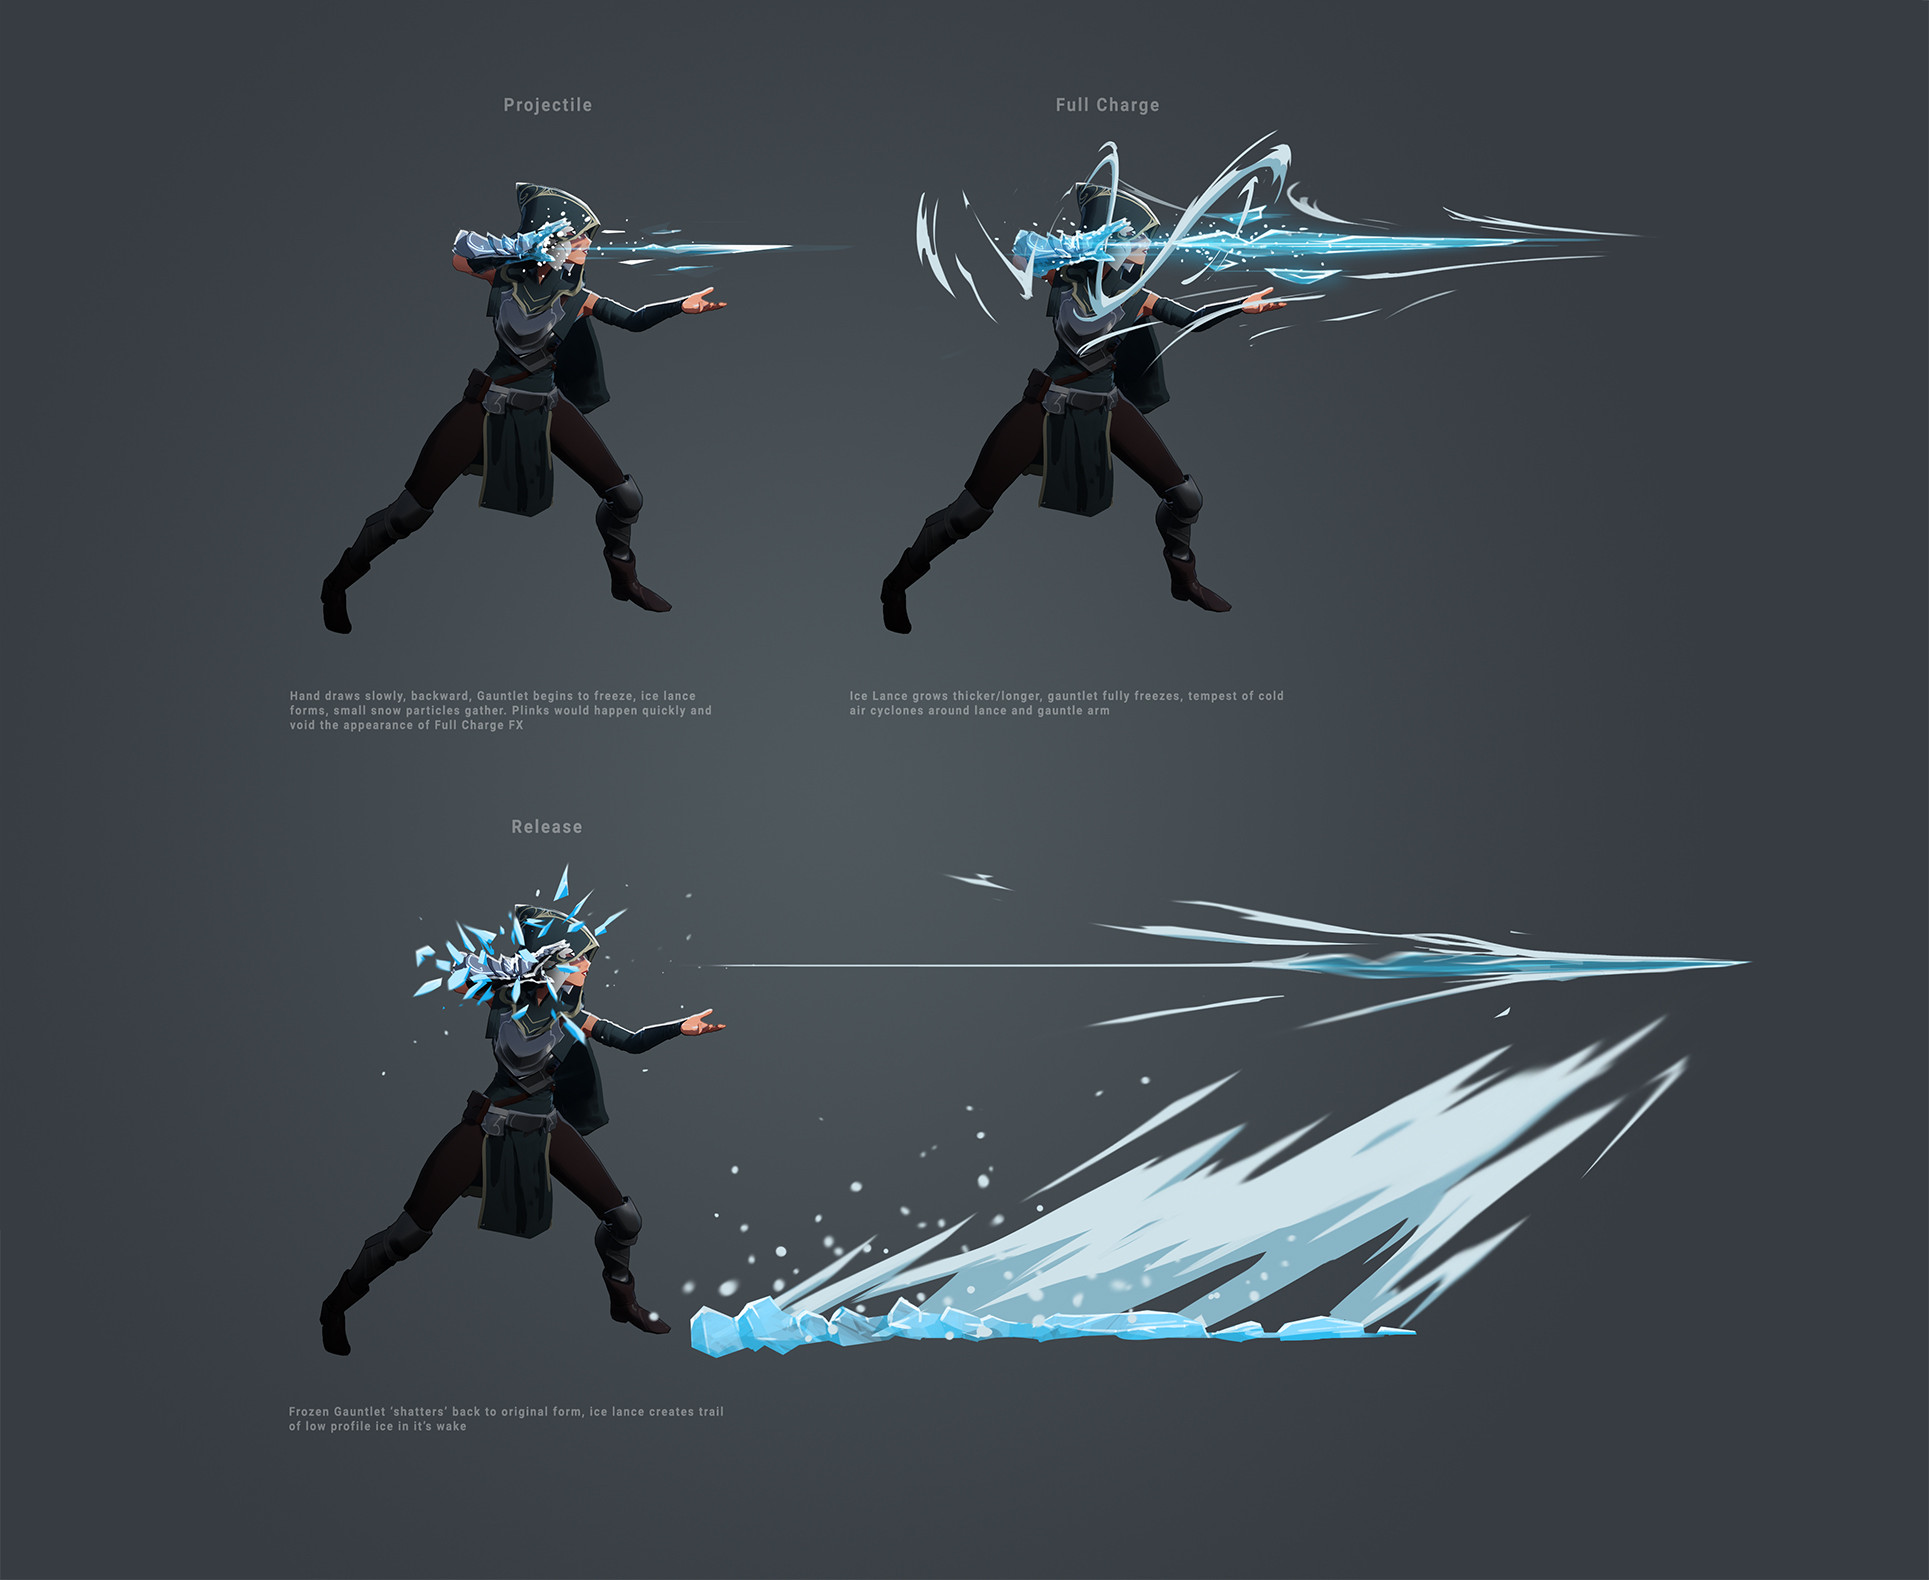 Projectile
Full Charge
Hand draws slowly, backward, Gauntlet begins to freeze, ice lance
forms, small snow particles gather. Plinks would happen quickly and
void the appearance of Full Charge FX
Ice Lance grows thicker/longer, gauntlet fully freezes, tempest of cold
air cyclones around lance and gauntle arm
Release
Frozen Gauntlet ‘shatters’ back to original form, ice lance creates trail
of low profile ice in it’s wake